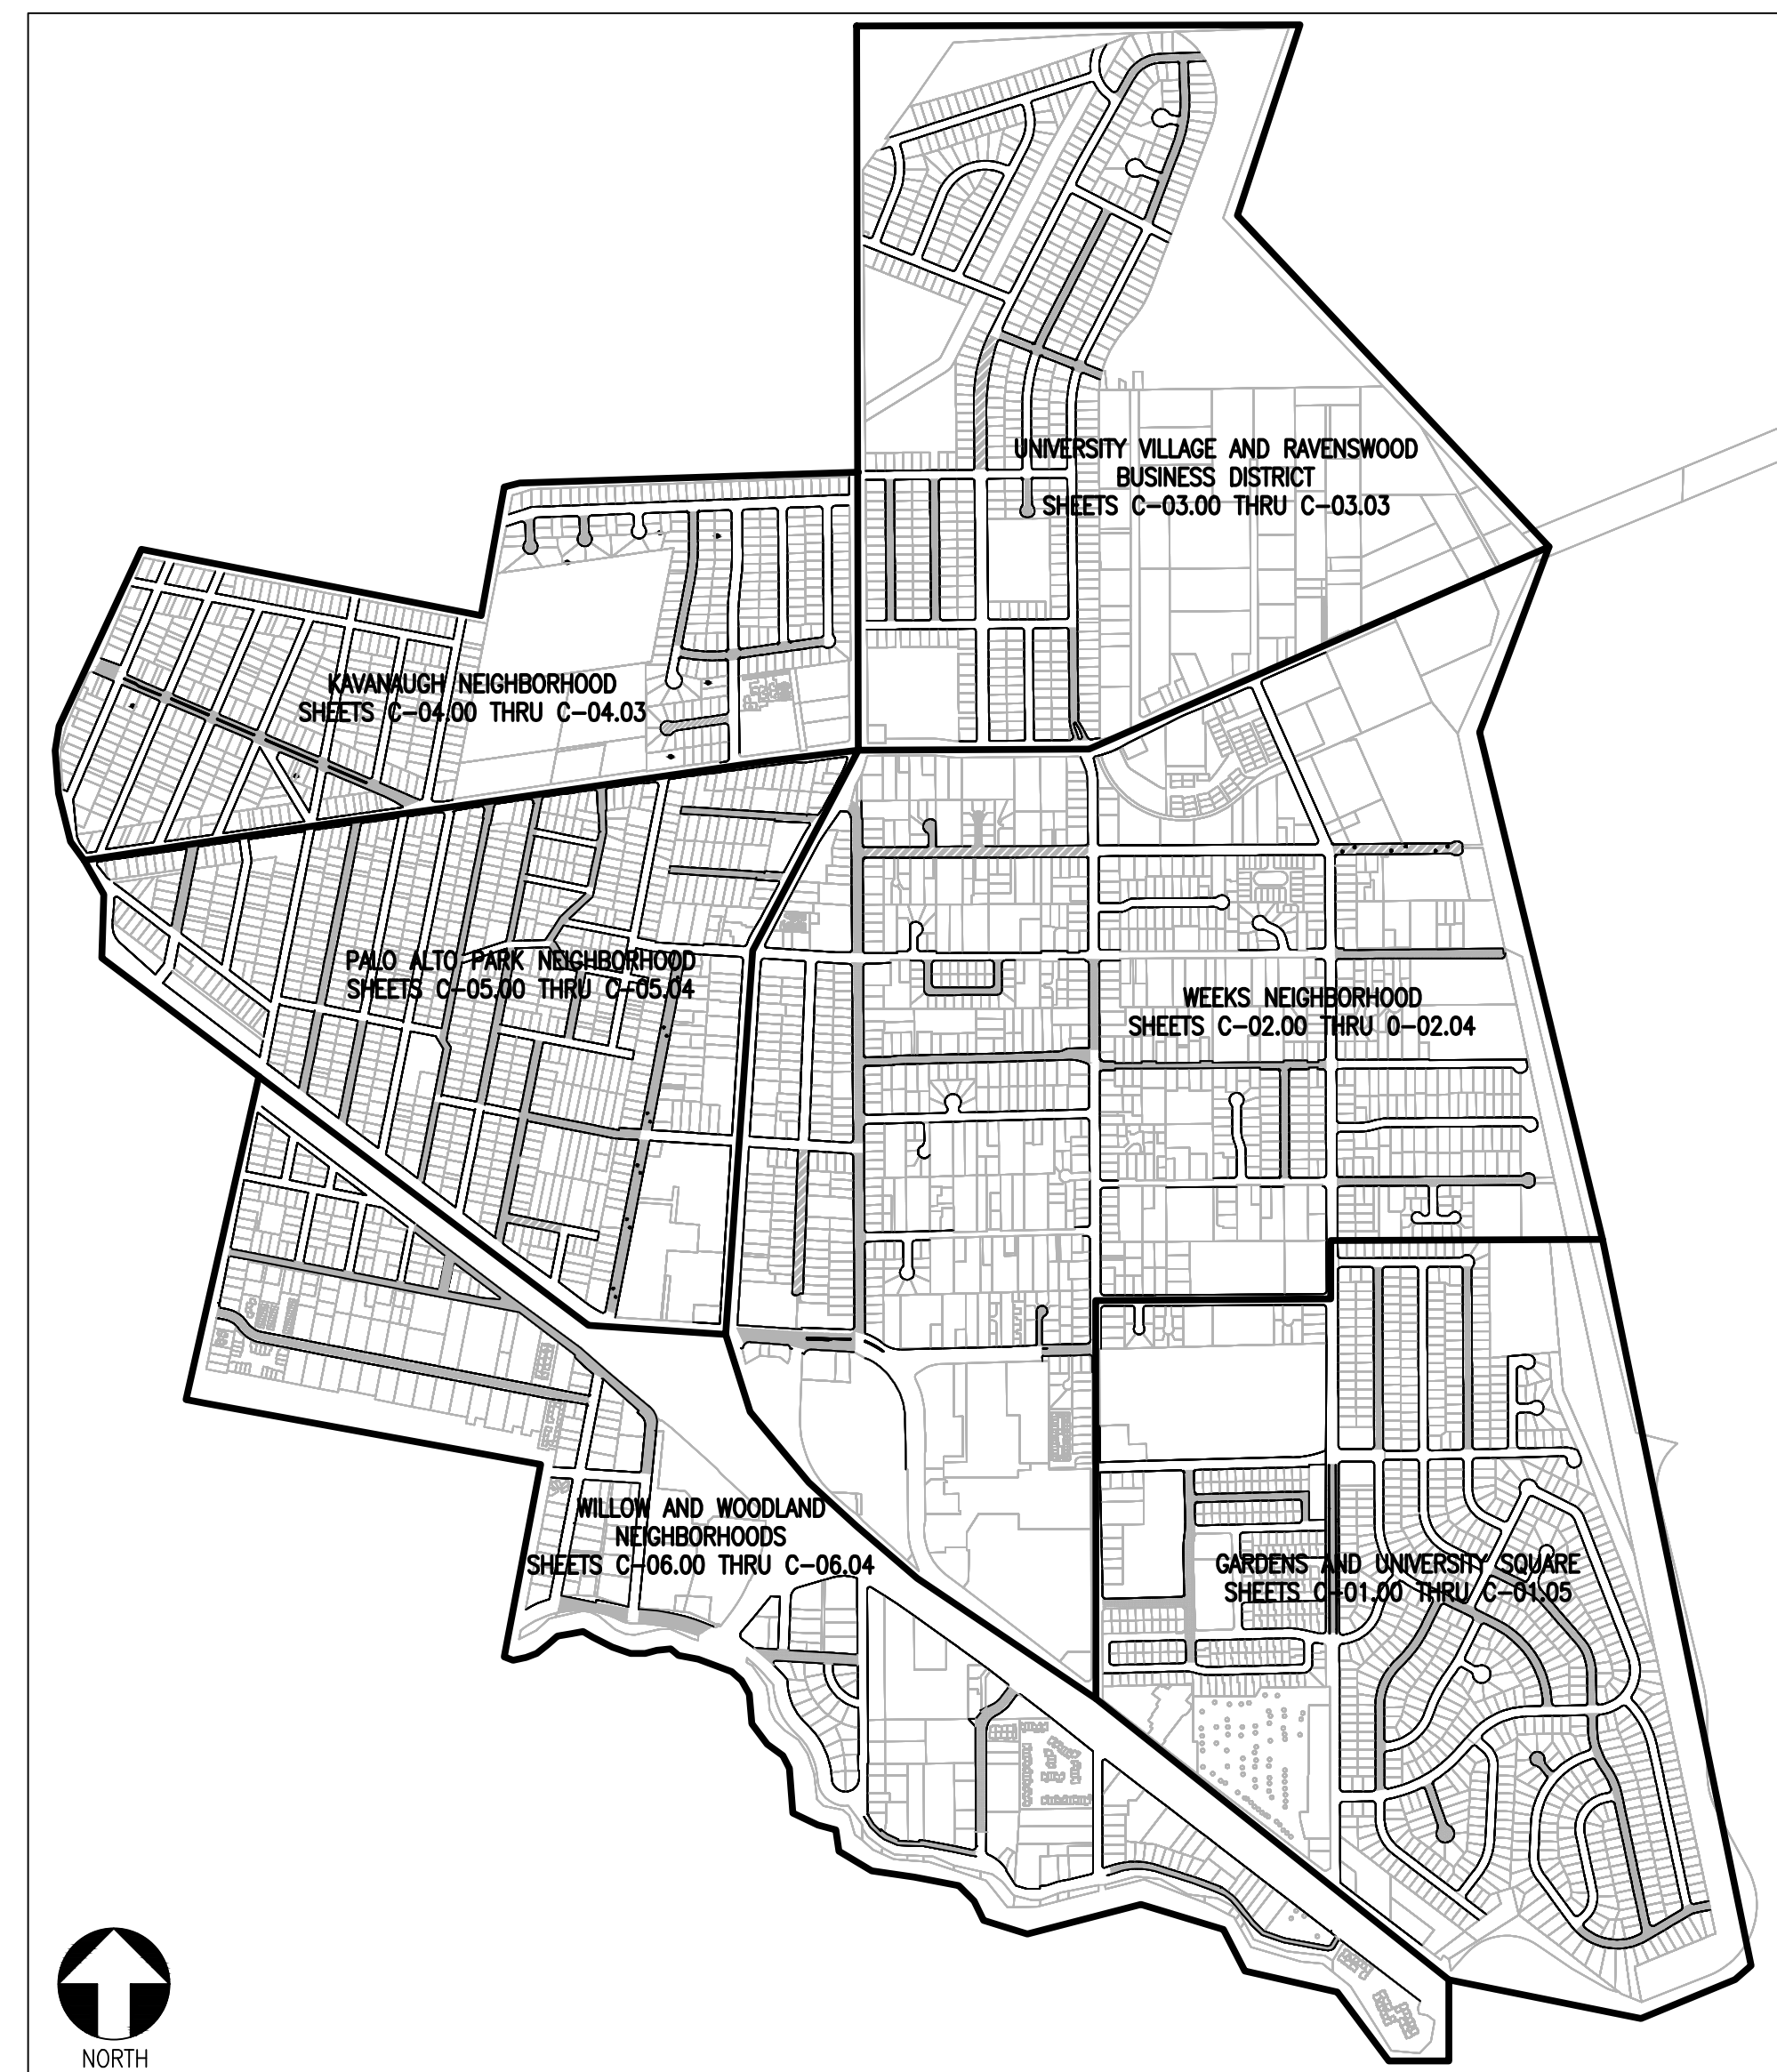 UNIVERSITY VILLAGE AND RAVENSWOOD
BUSINESS DISTRICT
SHEETS C-03.00 THRU C-03.03
KAVANAUGH NEIGHBORHOOD
SHEETS C-04.00 THRU C-04.03
PALO ALTO PARK NEIGHBORHOOD
SHEETS C-05.00 THRU C-05.04
WEEKS NEIGHBORHOOD
SHEETS C-02.00 THRU 0-02.04
WILLOW AND WOODLAND
NEIGHBORHOODS
SHEETS C-06.00 THRU C-06.04
GARDENS AND UNIVERSITY SQUARE
SHEETS C-01.00 THRU C-01.05
NORTH